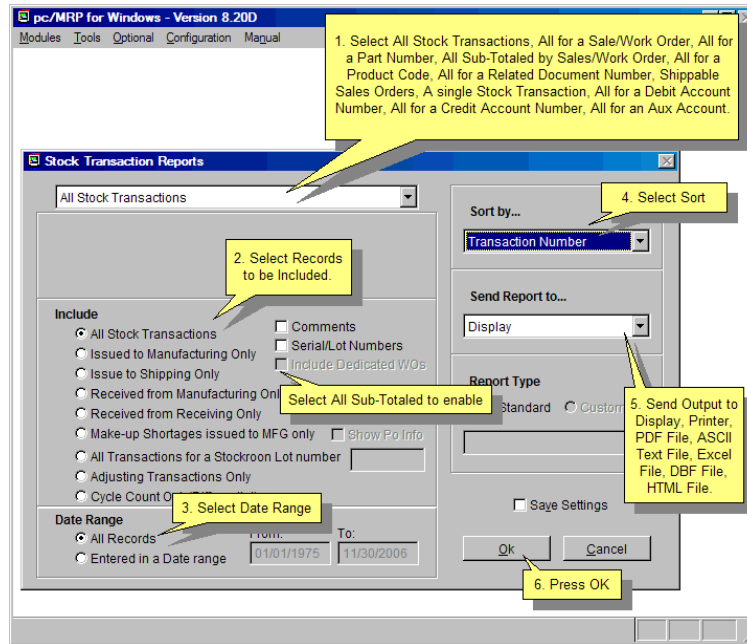 pc/MRP for Windows - Version 8.20D
Modules Tools Optional Configuration Manual
1. Select All Stock Transactions, All for a Sale/Work Order, All for
a Part Number, All Sub-Totaled by Sales/Work Order, All for a
Product Code, All for a Related Document Number, Shippable
Sales Orders, A single Stock Transaction, All for a Debit Account
Number, All for a Credit Account Number, All for an Aux Account.
Stock Transaction Reports
All Stock Transactions
4. Select Sort
Sort by...
Transaction Number
2. Select Records
to be Included.
Send Report to...
Display
Include
All Stock Transactions
Comments
Issued to Manufacturing Only
Serial/Lot Numbers
Issue to Shipping Only
Include Dedicated WOs
Received from Manufacturing Only
Select All Sub-Totaled to enable
Received from Receiving Only
Make-up Shortages issued to MFG only
Show Po Info
All Transactions for a Stockroon Lot number
Adjusting Transactions Only
Cycle Count
Report Type
Standard
Custom
5. Send Output to
Display, Printer,
PDF File, ASCII
Text File, Excel
File, DBF File,
HTML File.
3. Select Date Range
Save Settings
Date Range
All Records
From:
To:
Entered in a Date range
01/01/1975
11/30/2006
Ok
Cancel
6. Press OK